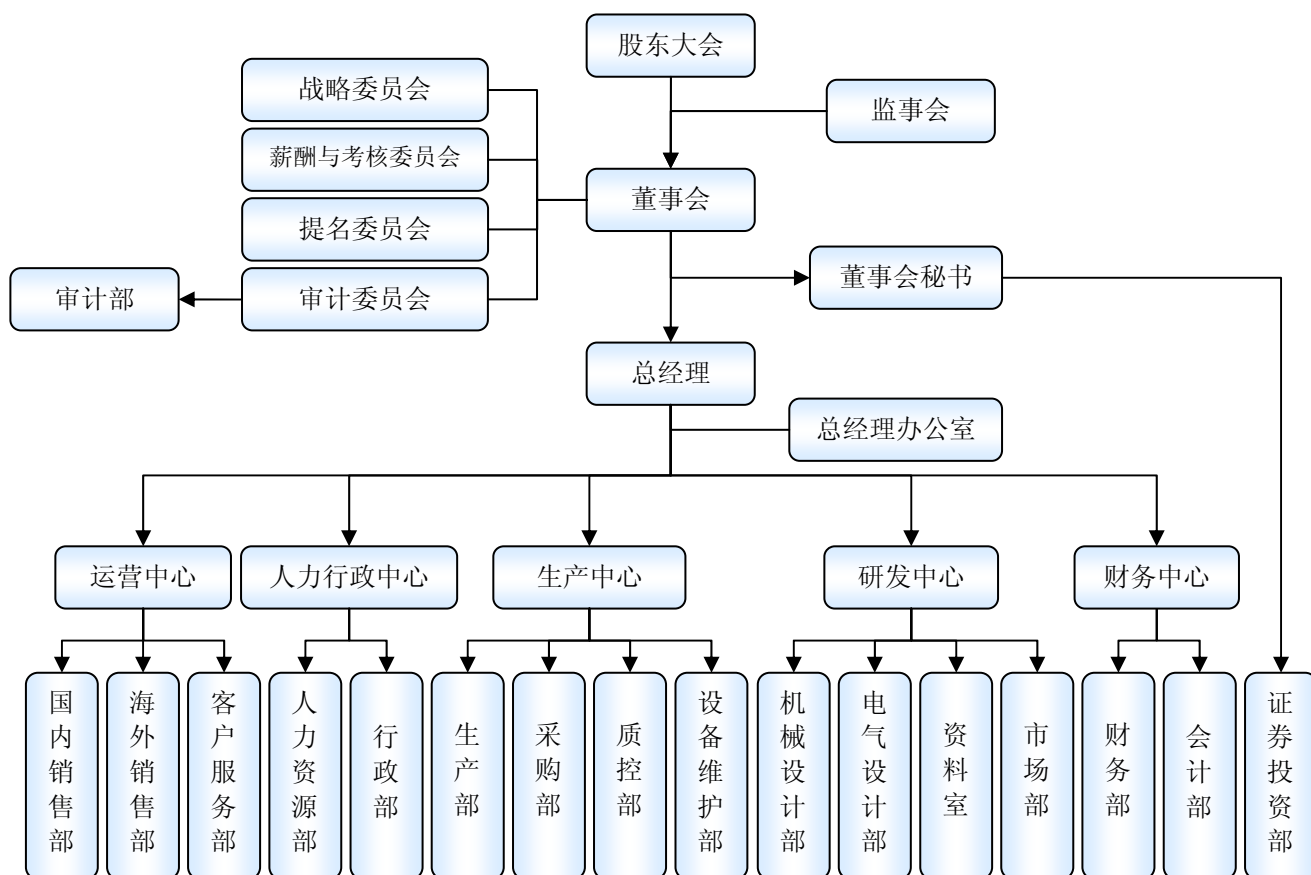 股东大会
战略委员会
监事会
薪酬与考核委员会
董事会
提名委员会
董事会秘书
审计部
审计委员会
总经理
总经理办公室
运营中心
人力行政中心
生产中心
研发中心
财务中心
国内销售部
海外销售部
客户服务部
人力资源部
行政部
生产部
采购部
质控部
设备维护部
机械设计部
电气设计部
资料室
市场部
财务部
会计部
证券投资部